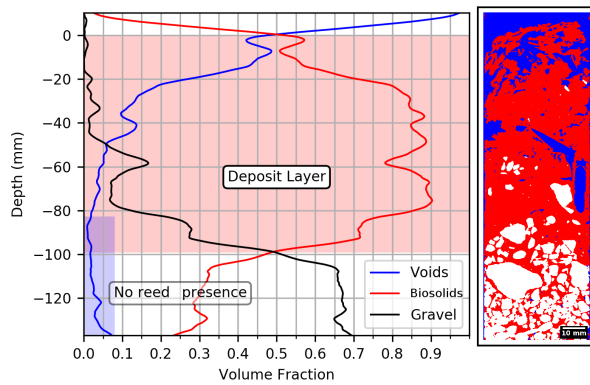 0
−20
−40
−60
−80
−100
−120
Depth (mm)
Deposit Layer
No reed presence
Voids
Biosolids
Gravel
0.0 0.1 0.2 0.3 0.4 0.5 0.6 0.7 0.8 0.9
Volume Fraction
10 mm